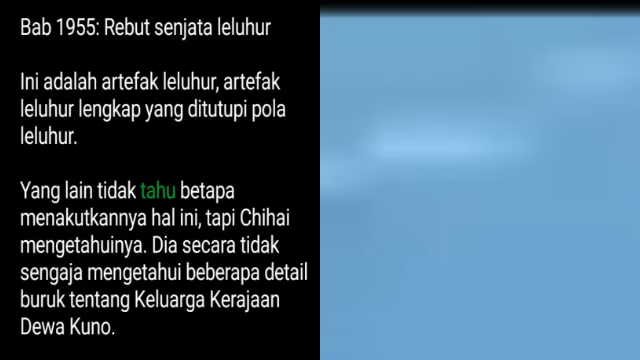 Bab 1955: Rebut senjata leluhur
Ini adalah artefak leluhur, artefak
leluhur lengkap yang ditutupi pola
leluhur.
Yang lain tidak tahu betapa
menakutkannya hal ini, tapi Chihai
mengetahuinya. Dia secara tidak
sengaja mengetahui beberapa detail
buruk tentang Keluarga Kerajaan
Dewa Kuno.